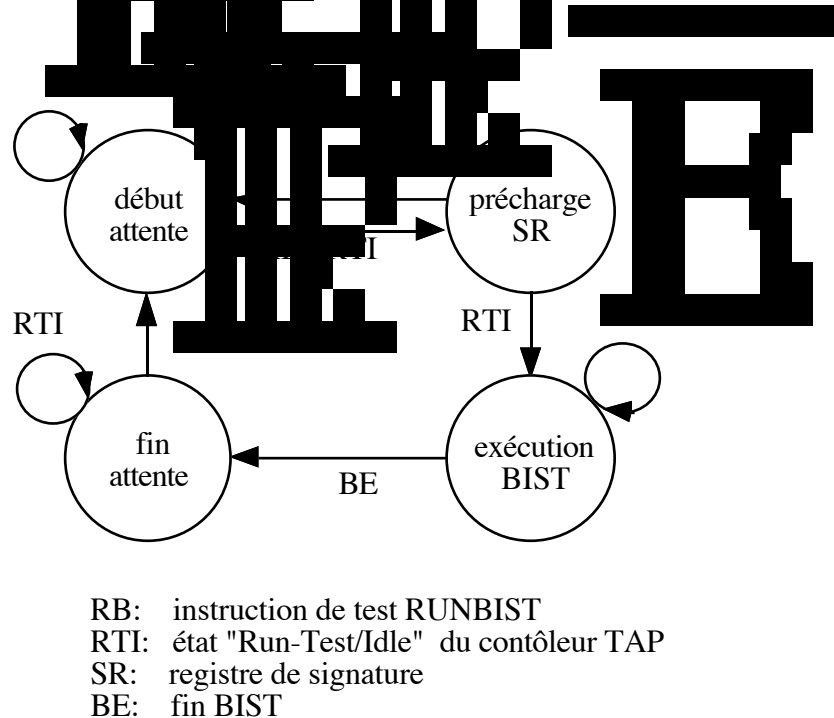 début
attente
précharge
SR
RTI
RTI
fin
attente
exécution
BIST
BE
RB: instruction de test RUNBIST
RTI: état "Run-Test/Idle" du contôleur TAP
SR: registre de signature
BE: fin BIST